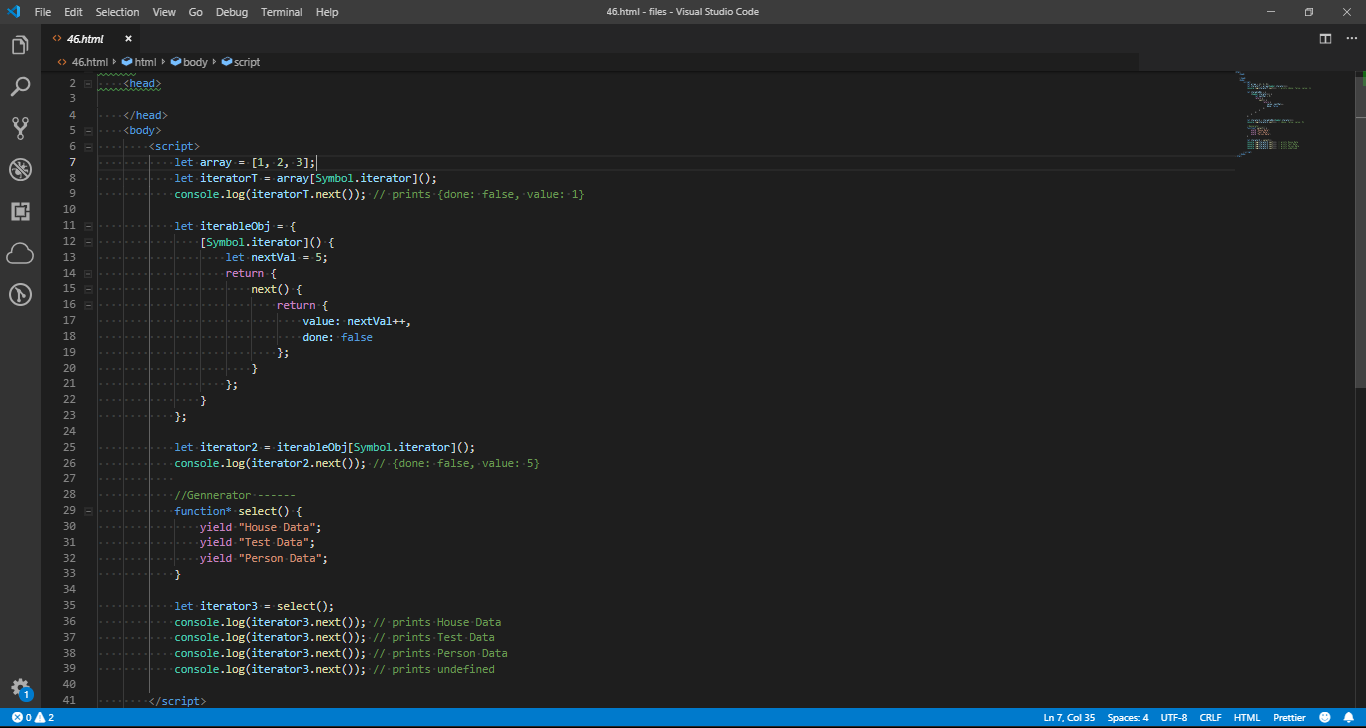 File Edit Selection View Go Debug Terminal Help 46.html - files - Visual Studio Code
46.html
46.html html body script
2 <head>
3
4 </head>
5 <body>
6 <script>
7 let array = [1, 2, 3];
8 let iteratorT = array[Symbol.iterator]();
9 console.log(iteratorT.next()); // prints {done: false, value: 1}
10
11 let iterableObj = {
12 [Symbol.iterator]() {
13 let nextVal = 5;
14 return {
15 next() {
16 return {
17 value: nextVal++,
18 done: false
19 };
20 }
21 };
22 }
23 };
24
25 let iterator2 = iterableObj[Symbol.iterator]();
26 console.log(iterator2.next()); // {done: false, value: 5}
27
28 //Gennerator ------
29 function* select() {
30 yield "House Data";
31 yield "Test Data";
32 yield "Person Data";
33 }
34
35 let iterator3 = select();
36 console.log(iterator3.next()); // prints House Data
37 console.log(iterator3.next()); // prints Test Data
38 console.log(iterator3.next()); // prints Person Data
39 console.log(iterator3.next()); // prints undefined
40
41 </script>
1
0 2 Ln 7, Col 35 Spaces: 4 UTF-8 CRLF HTML Prettier